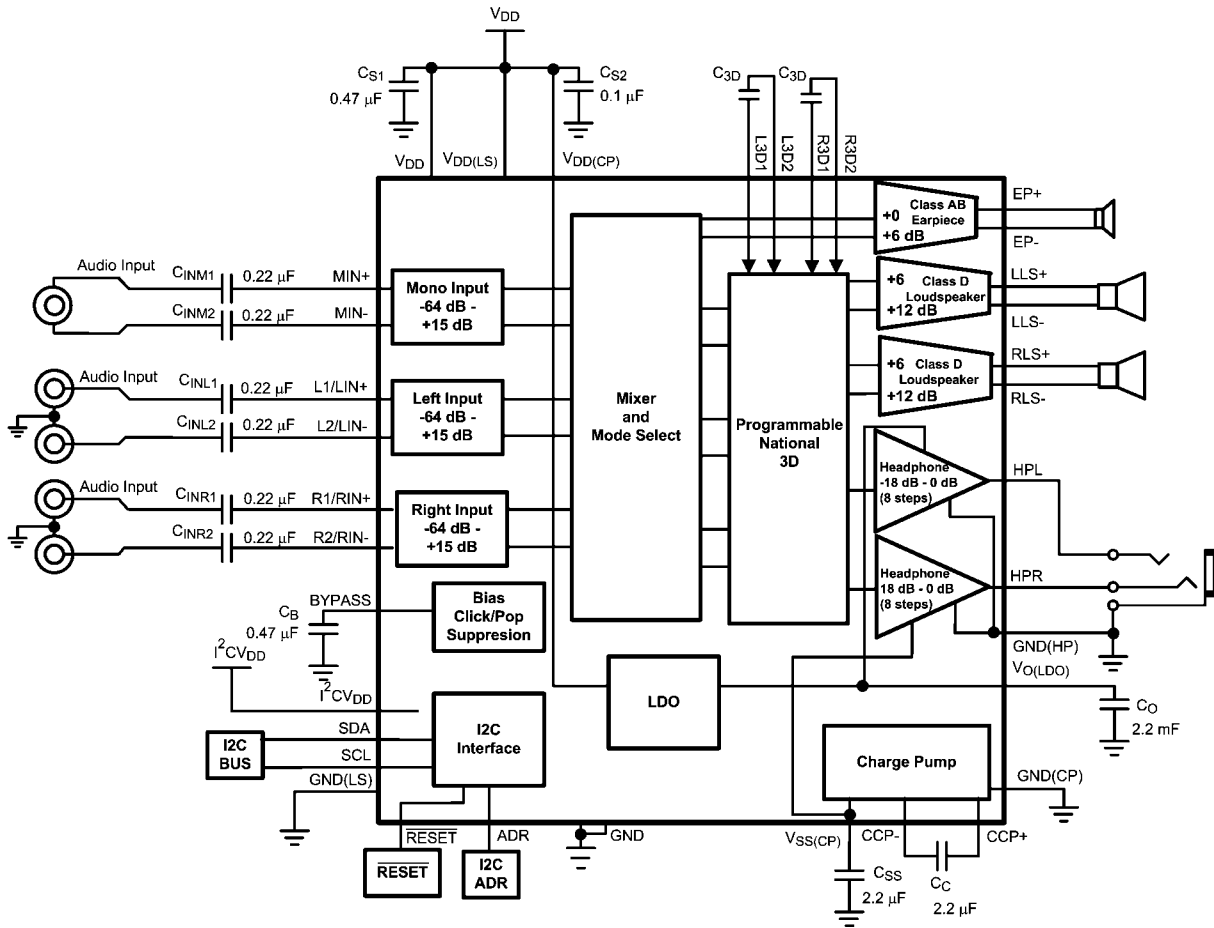 VDD
CS1
0.47 μF
CS2
0.1 μF
C3D
C3D
VDD
VDD(LS)
VDD(CP)
L3D1
L3D2
R3D1
R3D2
+0
Class AB
Earpiece
+6 dB
EP+
EP-
Audio Input
CINM1
0.22 μF
MIN+
CINM2
0.22 μF
MIN-
Mono Input
-64 dB -
+15 dB
+6
Class D
Loudspeaker
+12 dB
LLS+
LLS-
Audio Input
CINL1
0.22 μF
L1/LIN+
CINL2
0.22 μF
L2/LIN-
Left Input
-64 dB -
+15 dB
Mixer
and
Mode Select
Programmable
National
3D
+6
Class D
Loudspeaker
+12 dB
RLS+
RLS-
Audio Input
CINR1
0.22 μF
R1/RIN+
CINR2
0.22 μF
R2/RIN-
Right Input
-64 dB -
+15 dB
Headphone
-18 dB - 0 dB
(8 steps)
HPL
Headphone
18 dB - 0 dB
(8 steps)
HPR
GND(HP)
VO(LDO)
CB
0.47 μF
BYPASS
Bias
Click/Pop
Suppresion
I²CVDD
I²CVDD
LDO
CO
2.2 mF
I2C
BUS
SDA
SCL
GND(LS)
I2C
Interface
Charge Pump
GND(CP)
RESET
ADR
GND
VSS(CP)
CCP-
CCP+
RESET
I2C
ADR
CSS
2.2 μF
CC
2.2 μF